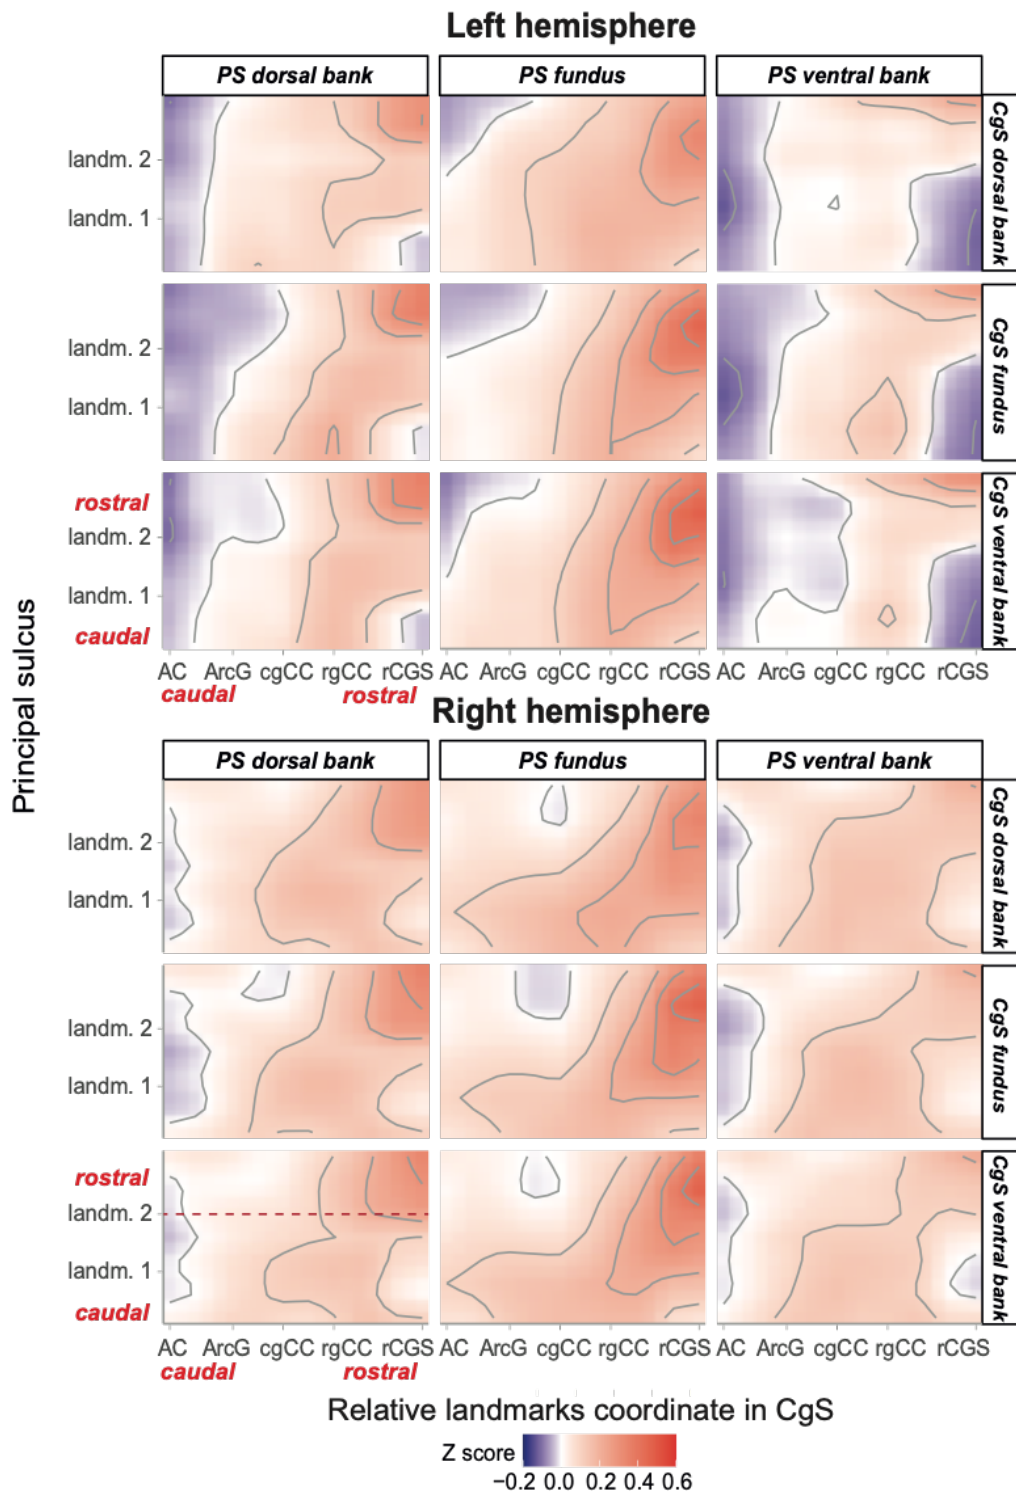 Left hemisphere
PS dorsal bank
PS fundus
PS ventral bank
landm. 2
landm. 1
CgS dorsal bank
landm. 2
landm. 1
CgS fundus
rostral
landm. 2
landm. 1
caudal
CgS ventral bank
AC ArcG cgCC rgCC rCGS
AC ArcG cgCC rgCC rCGS
AC ArcG cgCC rgCC rCGS
caudal rostral
Principal sulcus
Right hemisphere
PS dorsal bank
PS fundus
PS ventral bank
landm. 2
landm. 1
CgS dorsal bank
landm. 2
landm. 1
CgS fundus
rostral
landm. 2
landm. 1
caudal
CgS ventral bank
AC ArcG cgCC rgCC rCGS
AC ArcG cgCC rgCC rCGS
AC ArcG cgCC rgCC rCGS
caudal rostral
Relative landmarks coordinate in CgS
Z score
−0.2 0.0 0.2 0.4 0.6